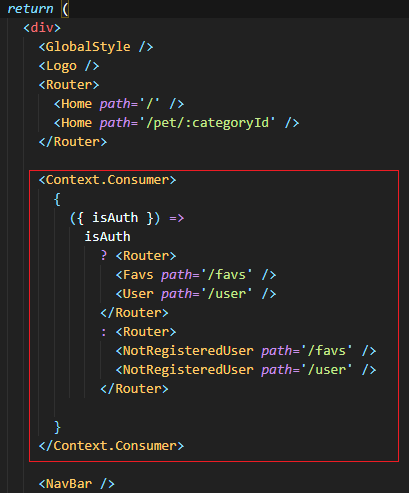 return (
<div>
<GlobalStyle />
<Logo />
<Router>
<Home path='/' />
<Home path='/pet/:categoryId' />
</Router>
<Context.Consumer>
{
({ isAuth }) =>
isAuth
? <Router>
<Favs path='/favs' />
<User path='/user' />
</Router>
: <Router>
<NotRegisteredUser path='/favs' />
<NotRegisteredUser path='/user' />
</Router>
}
</Context.Consumer>
<NavBar />